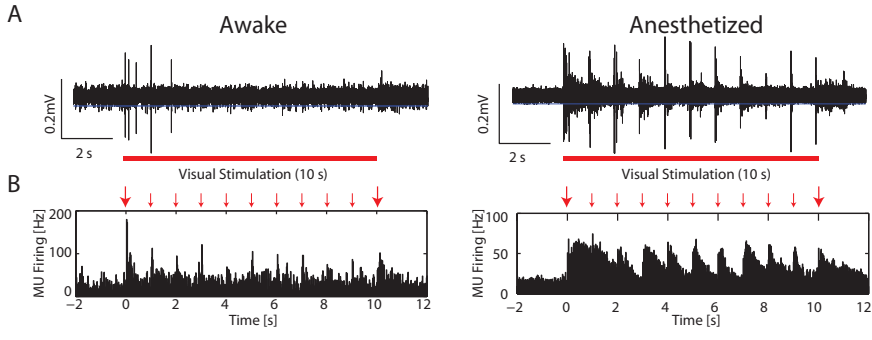 A
Awake
Anesthetized
0.2mV
2 s
0.2mV
2 s
Visual Stimulation (10 s)
Visual Stimulation (10 s)
B
MU Firing [Hz]
200
100
0
−2 0 2 4 6 8 10 12
Time [s]
MU Firing [Hz]
100
50
0
−2 0 2 4 6 8 10 12
Time [s]